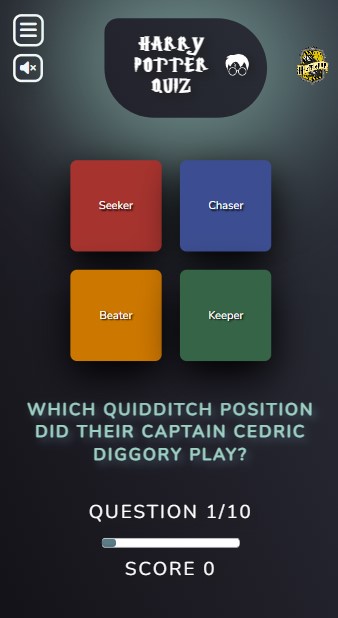 HARRY
POTTER
QUIZ
Seeker
Chaser
Beater
Keeper
WHICH QUIDDITCH POSITION
DID THEIR CAPTAIN CEDRIC
DIGGORY PLAY?
QUESTION 1/10
SCORE 0